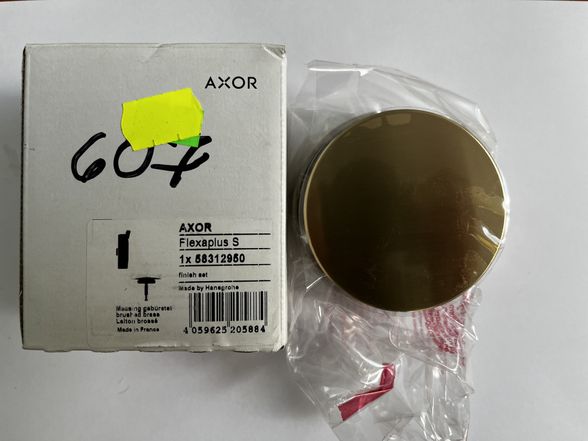 AXOR
607
AXOR
Flexaplus S
1x 58312950
finish set
Made by Hansgrohe
Messing gebürstet
brushed brass
Laiton brossé
Made in France
4 059625 205884